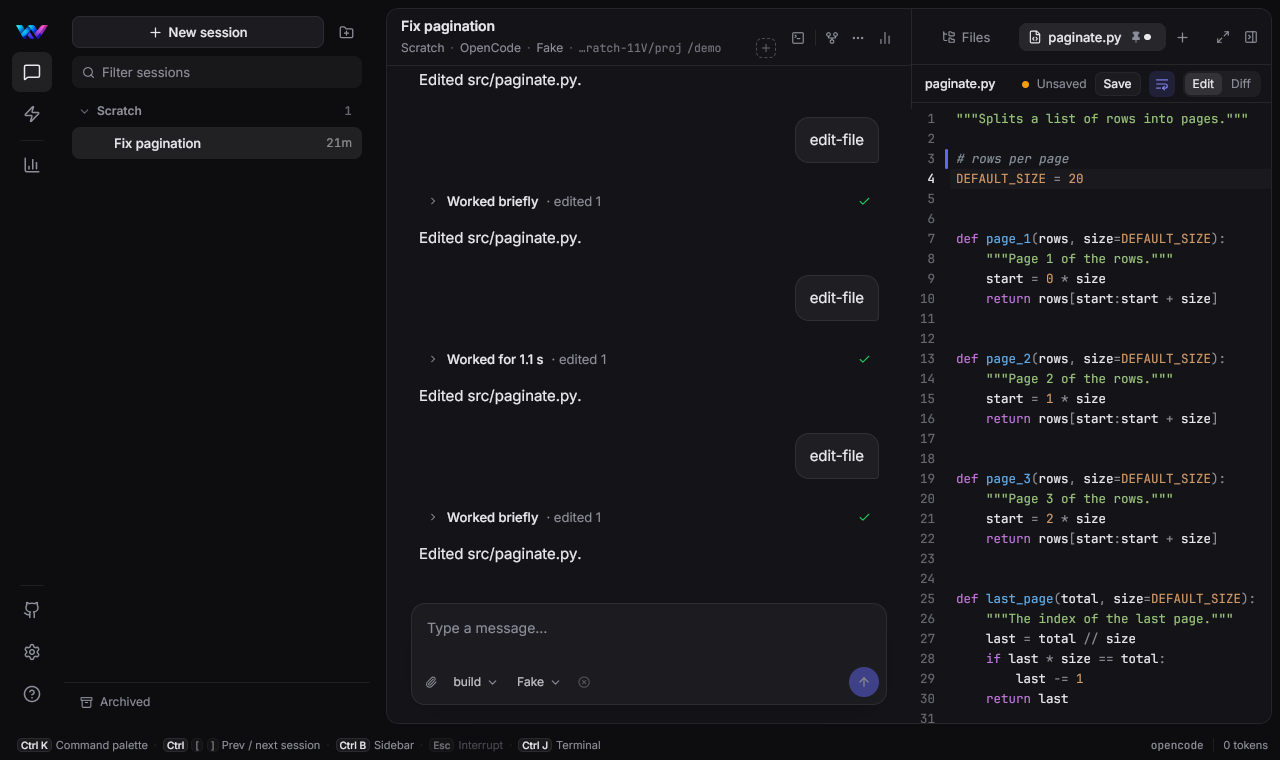 New session
Filter sessions
Scratch 1
Fix pagination 21m
Archived
Fix pagination
Scratch · OpenCode · Fake · …ratch-11V/proj /demo
Edited src/paginate.py.
edit-file
Worked briefly · edited 1
Edited src/paginate.py.
edit-file
Worked for 1.1 s · edited 1
Edited src/paginate.py.
edit-file
Worked briefly · edited 1
Edited src/paginate.py.
Type a message...
build Fake
Files paginate.py
paginate.py Unsaved Save Edit Diff
1 """Splits a list of rows into pages."""
2
3 # rows per page
4 DEFAULT_SIZE = 20
5
6
7 def page_1(rows, size=DEFAULT_SIZE):
8 """Page 1 of the rows."""
9 start = 0 * size
10 return rows[start:start + size]
11
12
13 def page_2(rows, size=DEFAULT_SIZE):
14 """Page 2 of the rows."""
15 start = 1 * size
16 return rows[start:start + size]
17
18
19 def page_3(rows, size=DEFAULT_SIZE):
20 """Page 3 of the rows."""
21 start = 2 * size
22 return rows[start:start + size]
23
24
25 def last_page(total, size=DEFAULT_SIZE):
26 """The index of the last page."""
27 last = total // size
28 if last * size == total:
29 last -= 1
30 return last
31
Ctrl K Command palette · Ctrl [ ] Prev / next session · Ctrl B Sidebar · Esc Interrupt · Ctrl J Terminal
opencode 0 tokens